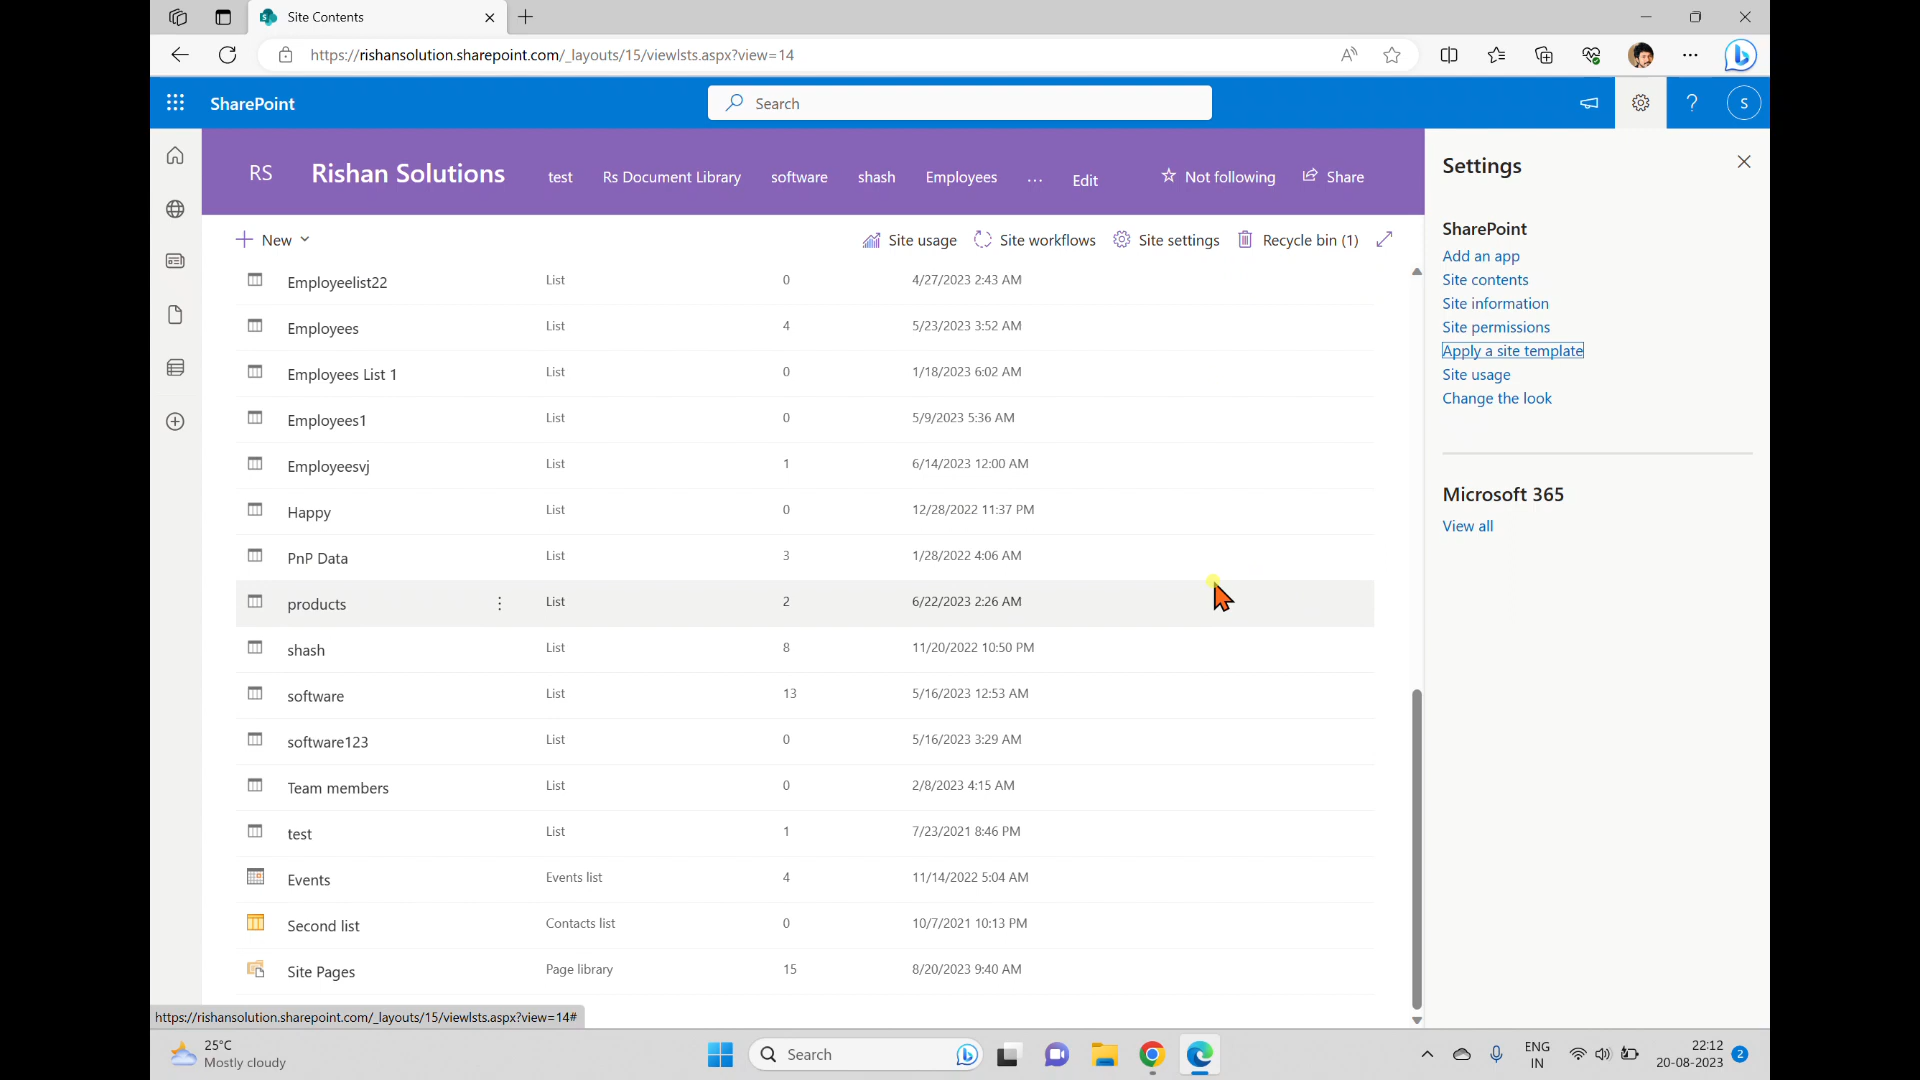 Site Contents
https://rishansolution.sharepoint.com/_layouts/15/viewlsts.aspx?view=14
SharePoint
Search
?
S
RS
Rishan Solutions
test
Rs Document Library
software
shash
Employees
...
Edit
Not following
Share
New
Site usage
Site workflows
Site settings
Recycle bin (1)
Employeelist22 List 0 4/27/2023 2:43 AM
Employees List 4 5/23/2023 3:52 AM
Employees List 1 List 0 1/18/2023 6:02 AM
Employees1 List 0 5/9/2023 5:36 AM
Employeesvj List 1 6/14/2023 12:00 AM
Happy List 0 12/28/2022 11:37 PM
PnP Data List 3 1/28/2022 4:06 AM
products List 2 6/22/2023 2:26 AM
shash List 8 11/20/2022 10:50 PM
software List 13 5/16/2023 12:53 AM
software123 List 0 5/16/2023 3:29 AM
Team members List 0 2/8/2023 4:15 AM
test List 1 7/23/2021 8:46 PM
Events Events list 4 11/14/2022 5:04 AM
Second list Contacts list 0 10/7/2021 10:13 PM
Site Pages Page library 15 8/20/2023 9:40 AM
Settings
SharePoint
Add an app
Site contents
Site information
Site permissions
Apply a site template
Site usage
Change the look
Microsoft 365
View all
https://rishansolution.sharepoint.com/_layouts/15/viewlsts.aspx?view=14#
25°C
Mostly cloudy
Search
ENG
IN
22:12
20-08-2023
2